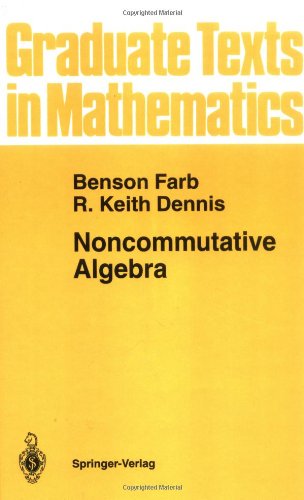 Graduate Texts
in Mathematics
Benson Farb
R. Keith Dennis
Noncommutative
Algebra
Springer-Verlag